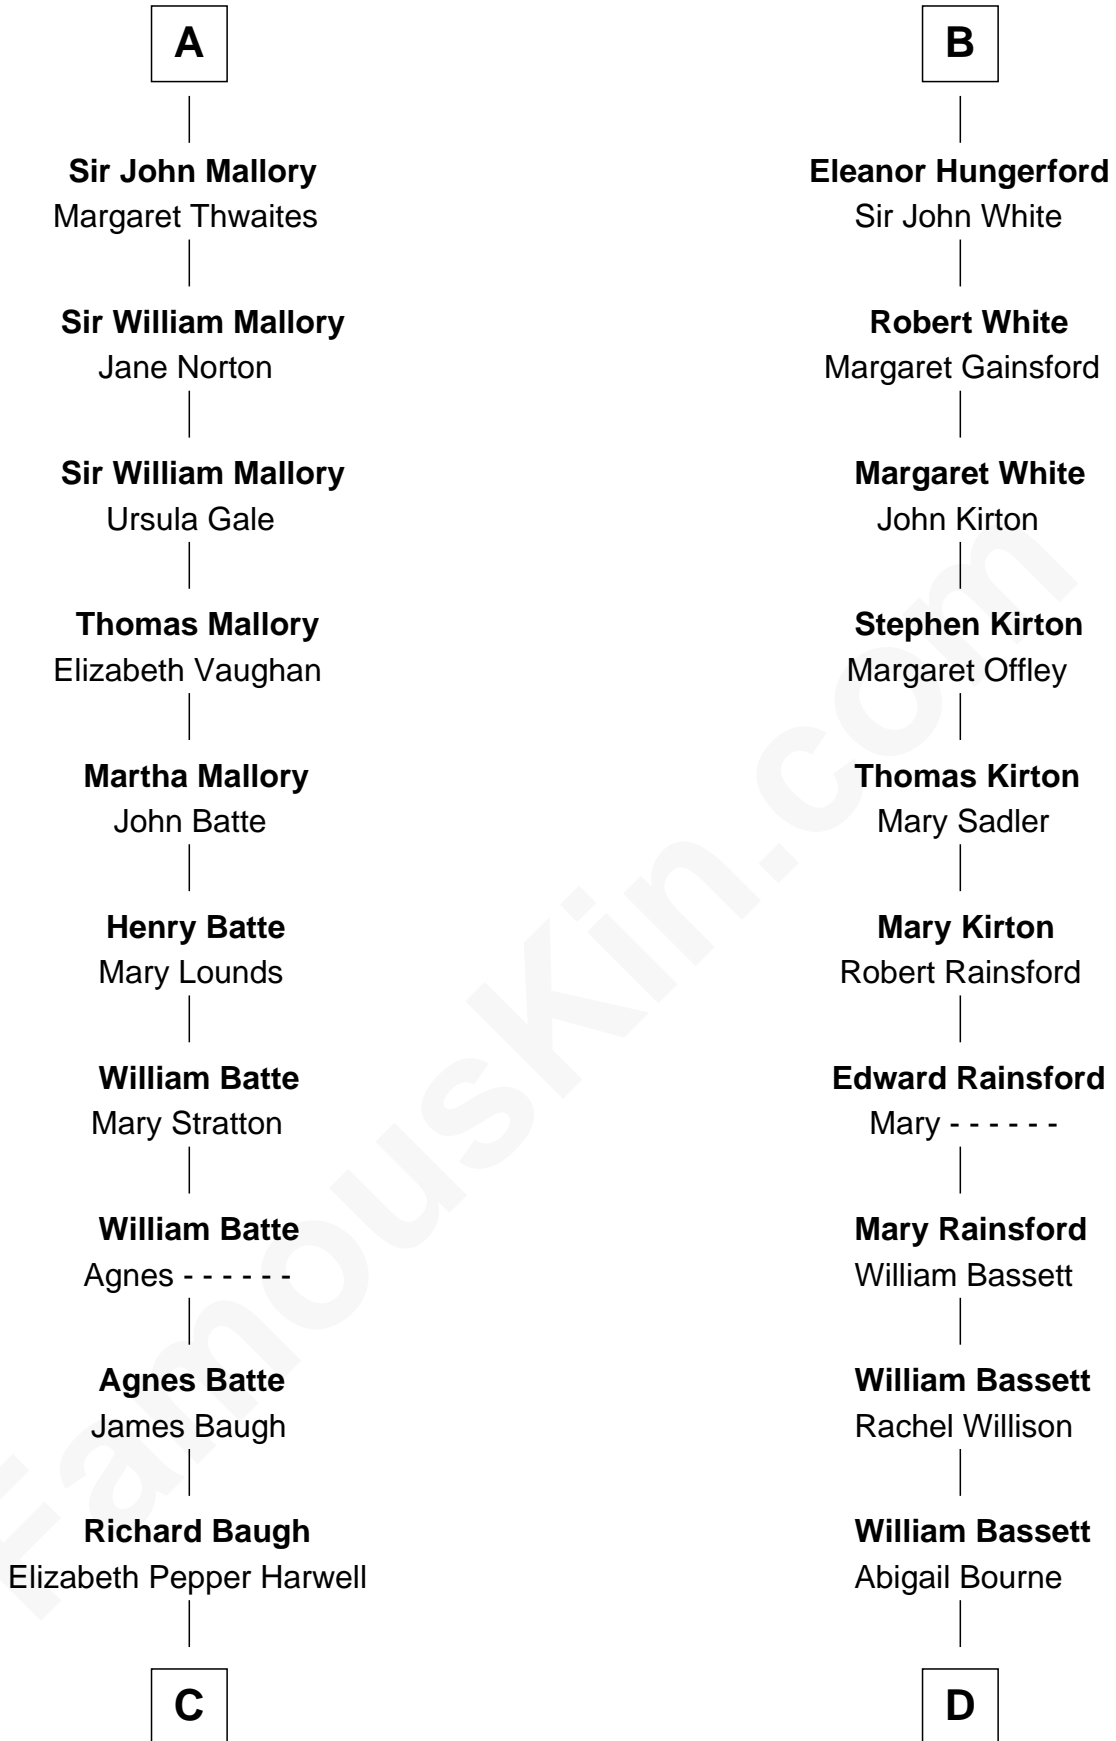 A
Sir John Mallory
Margaret Thwaites
Sir William Mallory
Jane Norton
Sir William Mallory
Ursula Gale
Thomas Mallory
Elizabeth Vaughan
Martha Mallory
John Batte
Henry Batte
Mary Lounds
William Batte
Mary Stratton
William Batte
Agnes - - - - - -
Agnes Batte
James Baugh
Richard Baugh
Elizabeth Pepper Harwell
C
B
Eleanor Hungerford
Sir John White
Robert White
Margaret Gainsford
Margaret White
John Kirton
Stephen Kirton
Margaret Offley
Thomas Kirton
Mary Sadler
Mary Kirton
Robert Rainsford
Edward Rainsford
Mary - - - - - -
Mary Rainsford
William Bassett
William Bassett
Rachel Willison
William Bassett
Abigail Bourne
D
FamousKin.com